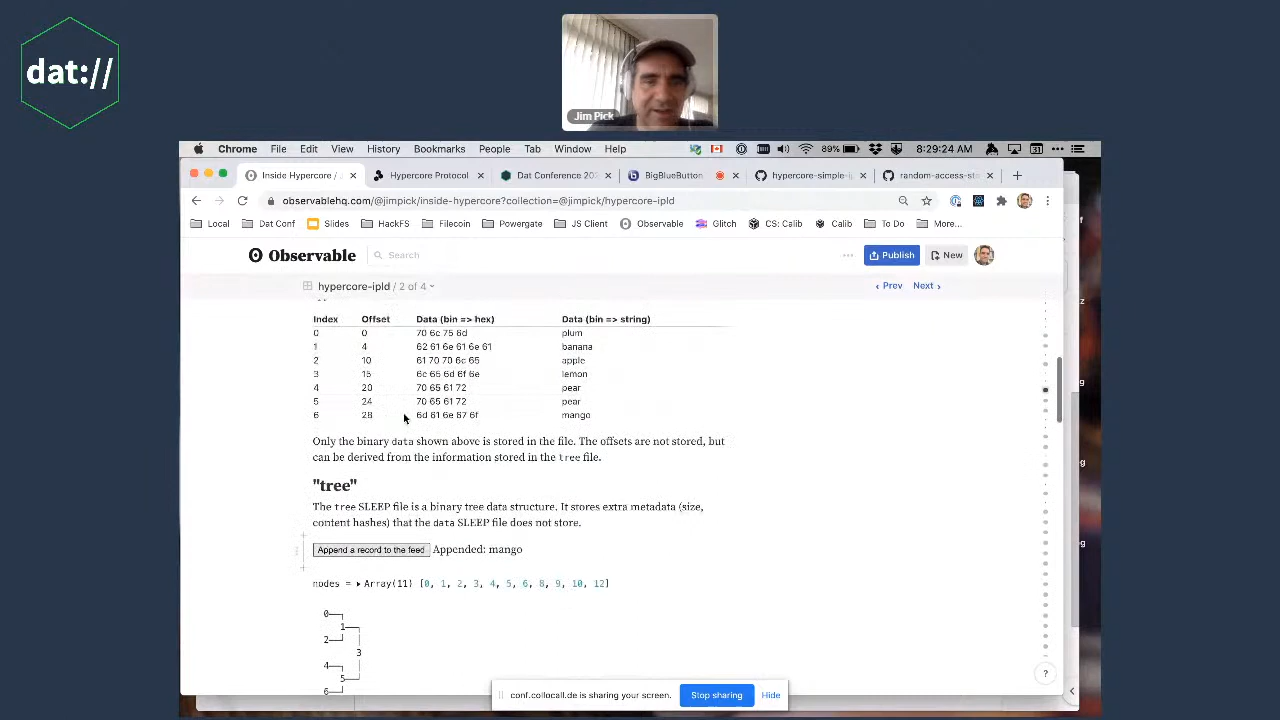 dat://
Jim Pick
Chrome File Edit View History Bookmarks People Tab Window Help 89% 8:29:24 AM
Inside Hypercore / Hypercore Protocol Dat Conference 202 BigBlueButton hypercore-simple-ip random-access-sto
observablehq.com/@jimpick/inside-hypercore?collection=@jimpick/hypercore-ipld
Local Dat Conf Slides HackFS Filecoin Powergate JS Client Observable Glitch CS: Calib Calib To Do More...
Observable Search Publish New
hypercore-ipld / 2 of 4 Prev Next
Index Offset Data (bin => hex) Data (bin => string)
0 0 70 6c 75 6d plum
1 4 62 61 6e 61 6e 61 banana
2 10 61 70 70 6c 65 apple
3 15 6c 65 6d 6f 6e lemon
4 20 70 65 61 72 pear
5 24 70 65 61 72 pear
6 28 6d 61 6e 67 6f mango
Only the binary data shown above is stored in the file. The offsets are not stored, but
can be derived from the information stored in the tree file.
"tree"
The tree SLEEP file is a binary tree data structure. It stores extra metadata (size,
content hashes) that the data SLEEP file does not store.
Append a record to the feed Appended: mango
nodes = Array(11) [0, 1, 2, 3, 4, 5, 6, 8, 9, 10, 12]
0
1
2
3
4
5
6
?
conf.collocall.de is sharing your screen. Stop sharing Hide